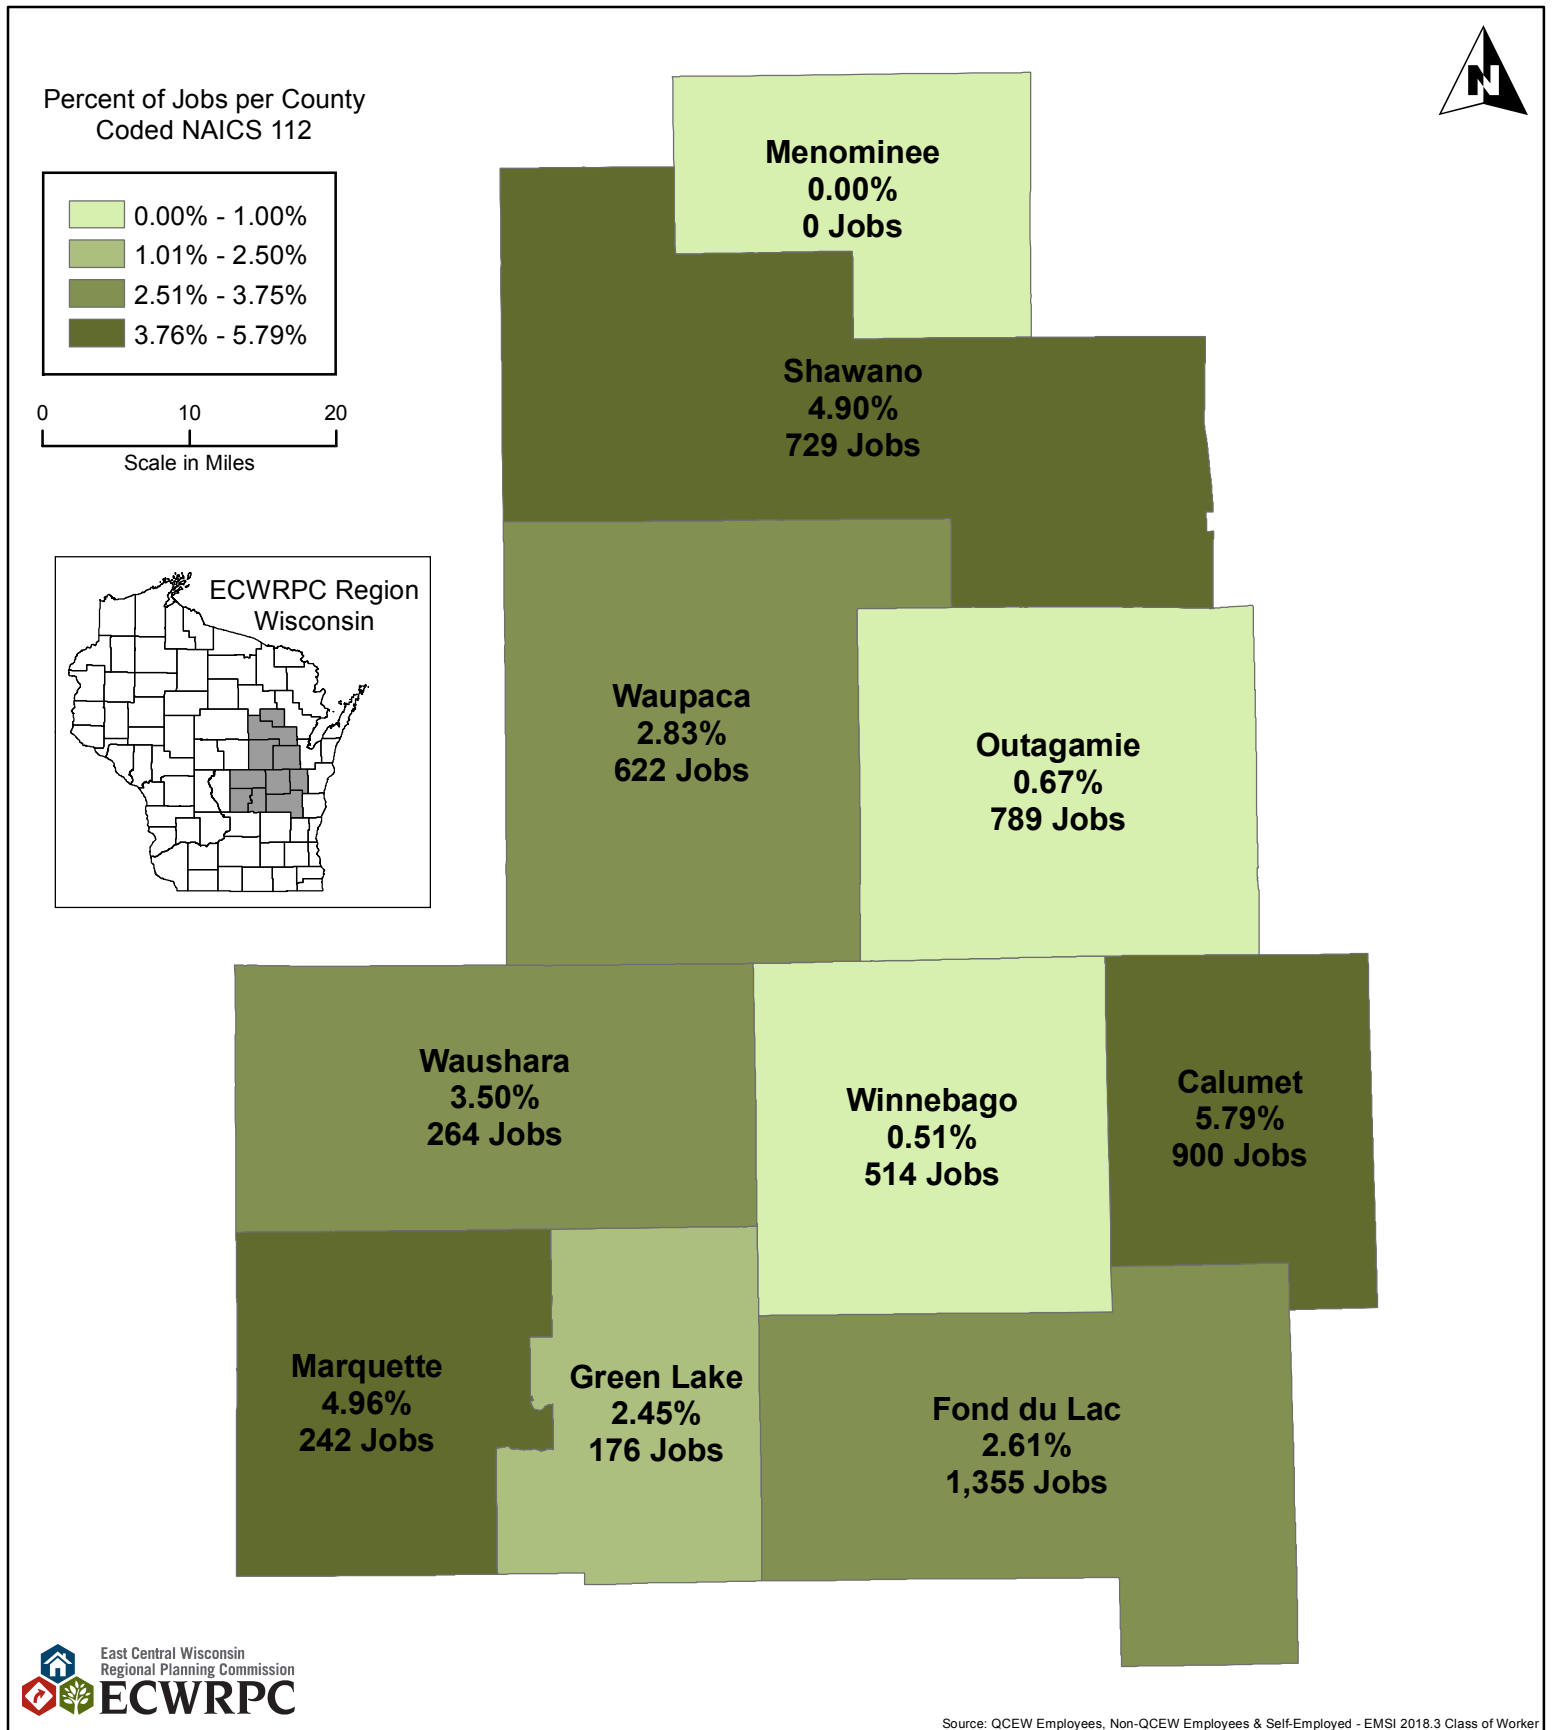 Percent of Jobs per County
Coded NAICS 112
0.00% - 1.00%
1.01% - 2.50%
2.51% - 3.75%
3.76% - 5.79%
0 10 20
Scale in Miles
N
ECWRPC Region
Wisconsin
Menominee
0.00%
0 Jobs
Shawano
4.90%
729 Jobs
Waupaca
2.83%
622 Jobs
Outagamie
0.67%
789 Jobs
Waushara
3.50%
264 Jobs
Winnebago
0.51%
514 Jobs
Calumet
5.79%
900 Jobs
Marquette
4.96%
242 Jobs
Green Lake
2.45%
176 Jobs
Fond du Lac
2.61%
1,355 Jobs
East Central Wisconsin
Regional Planning Commission
ECWRPC
Source: QCEW Employees, Non-QCEW Employees & Self-Employed - EMSI 2018.3 Class of Worker